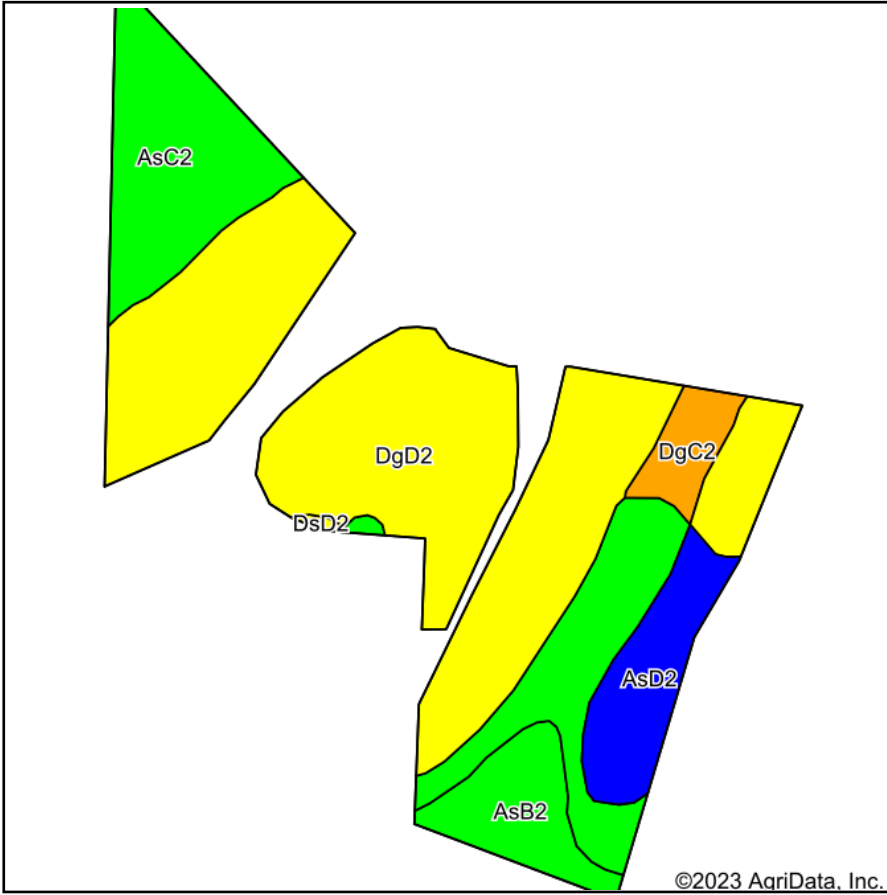 AsC2
DgD2
DgC2
DsD2
AsD2
AsB2
©2023 AgriData, Inc.